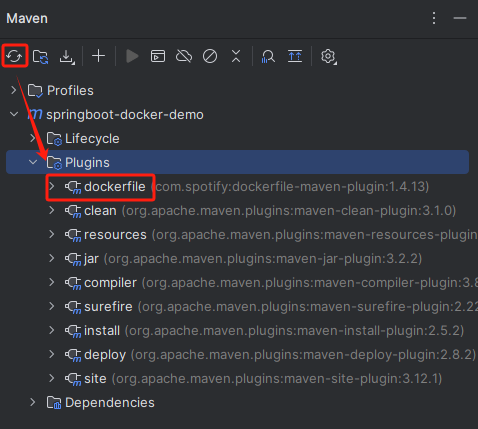 Maven
Profiles
springboot-docker-demo
Lifecycle
Plugins
dockerfile (com.spotify:dockerfile-maven-plugin:1.4.13)
clean (org.apache.maven.plugins:maven-clean-plugin:3.1.0)
resources (org.apache.maven.plugins:maven-resources-plugin
jar (org.apache.maven.plugins:maven-jar-plugin:3.2.2)
compiler (org.apache.maven.plugins:maven-compiler-plugin:3.8
surefire (org.apache.maven.plugins:maven-surefire-plugin:2.22
install (org.apache.maven.plugins:maven-install-plugin:2.5.2)
deploy (org.apache.maven.plugins:maven-deploy-plugin:2.8.2)
site (org.apache.maven.plugins:maven-site-plugin:3.12.1)
Dependencies